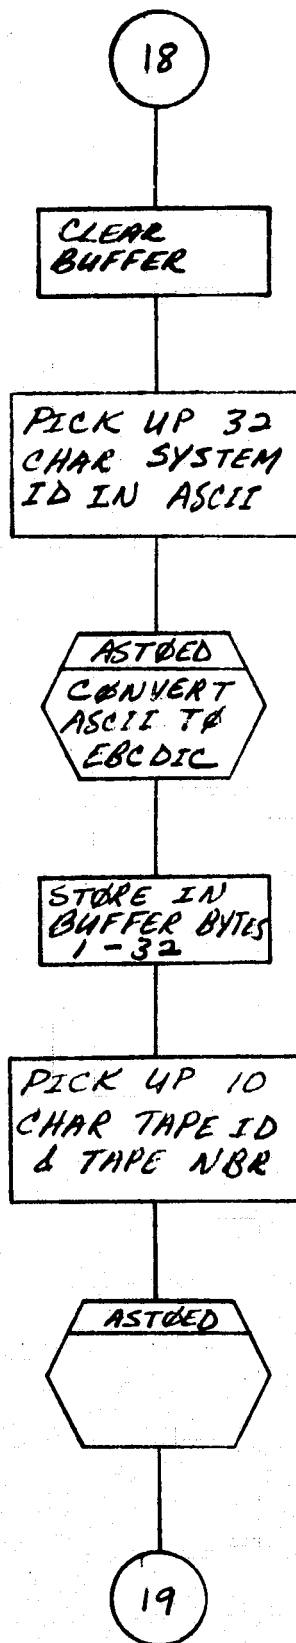 18
CLEAR
BUFFER
PICK UP 32
CHAR SYSTEM
ID IN ASCII
ASTØED
CØNVERT
ASCII TØ
EBCDIC
STØRE IN
BUFFER BYTES
1-32
PICK UP 10
CHAR TAPE ID
& TAPE NBR
ASTØED
19